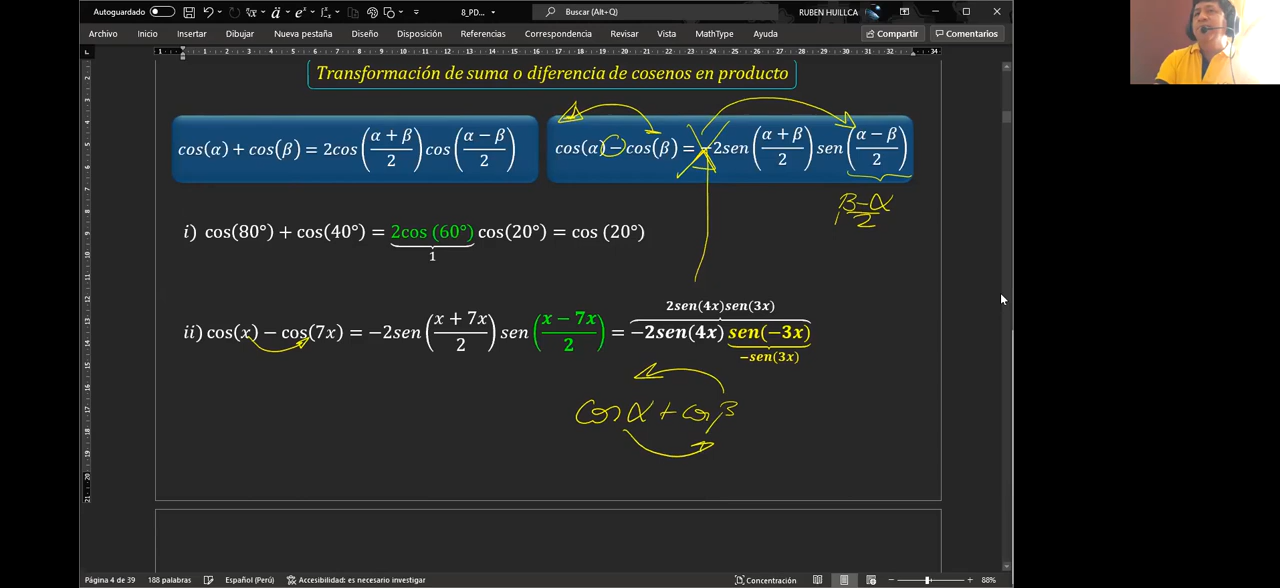 Autoguardado 8_PD... Buscar (Alt+Q) RUBEN HUILLCA
Archivo Inicio Insertar Dibujar Nueva pestaña Diseño Disposición Referencias Correspondencia Revisar Vista MathType Ayuda Compartir Comentarios
Transformación de suma o diferencia de cosenos en producto
cos(α) + cos(β) = 2cos((α + β)/2) cos((α − β)/2)
cos(α) − cos(β) = −2sen((α + β)/2) sen((α − β)/2)
(β − α)/2
i) cos(80°) + cos(40°) = 2cos (60°) cos(20°) = cos (20°)
1
2sen(4x)sen(3x)
ii) cos(x) − cos(7x) = −2sen((x + 7x)/2) sen((x − 7x)/2) = −2sen(4x) sen(−3x)
−sen(3x)
cos α + cos β
Página 4 de 39 188 palabras Español (Perú) Accesibilidad: es necesario investigar Concentración 88%